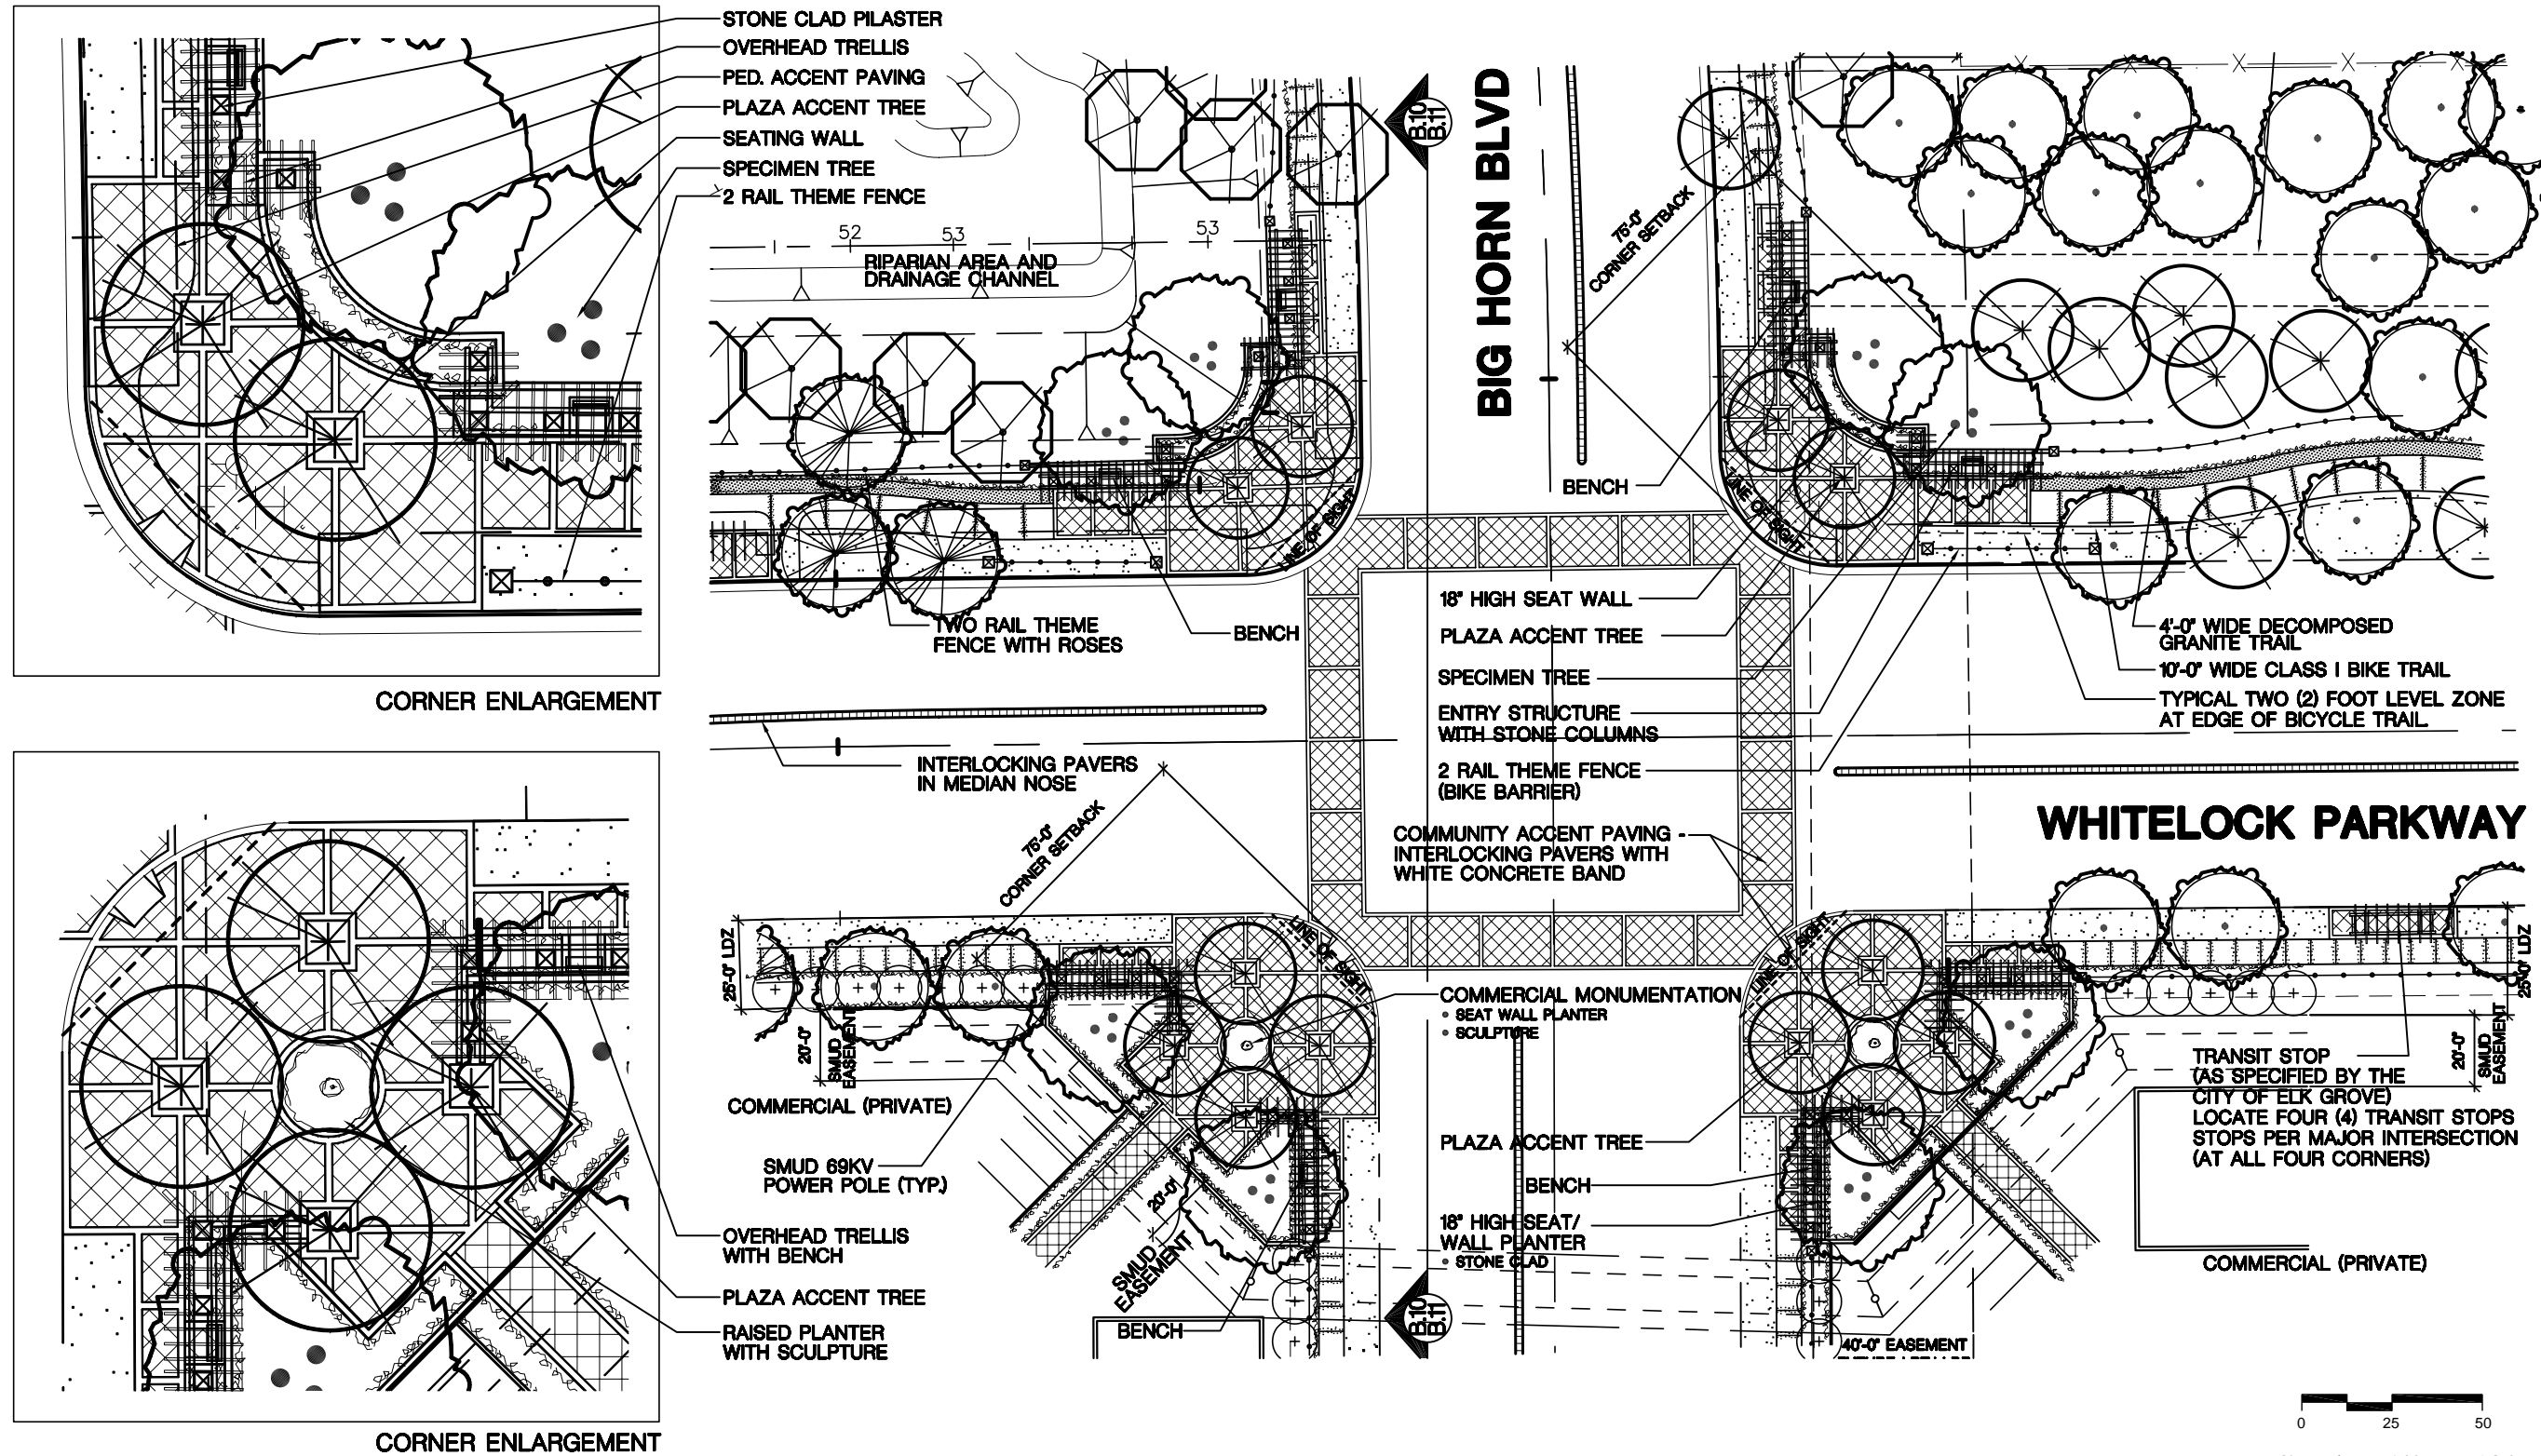 STONE CLAD PILASTER
OVERHEAD TRELLIS
PED. ACCENT PAVING
PLAZA ACCENT TREE
SEATING WALL
SPECIMEN TREE
2 RAIL THEME FENCE
CORNER ENLARGEMENT
52
53
53
RIPARIAN AREA AND
DRAINAGE CHANNEL
B.10
B.11
BIG HORN BLVD
75'-0"
CORNER SETBACK
BENCH
LINE OF SIGHT
LINE OF SIGHT
TWO RAIL THEME
FENCE WITH ROSES
BENCH
18" HIGH SEAT WALL
PLAZA ACCENT TREE
SPECIMEN TREE
ENTRY STRUCTURE
WITH STONE COLUMNS
2 RAIL THEME FENCE
(BIKE BARRIER)
4'-0" WIDE DECOMPOSED
GRANITE TRAIL
10'-0" WIDE CLASS I BIKE TRAIL
TYPICAL TWO (2) FOOT LEVEL ZONE
AT EDGE OF BICYCLE TRAIL
INTERLOCKING PAVERS
IN MEDIAN NOSE
WHITELOCK PARKWAY
75'-0"
CORNER SETBACK
COMMUNITY ACCENT PAVING -
INTERLOCKING PAVERS WITH
WHITE CONCRETE BAND
25'-0" LDZ
20'-0"
SMUD
EASEMENT
LINE OF SIGHT
LINE OF SIGHT
COMMERCIAL MONUMENTATION
• SEAT WALL PLANTER
• SCULPTURE
25'-0" LDZ
20'-0"
SMUD
EASEMENT
COMMERCIAL (PRIVATE)
SMUD 69KV
POWER POLE (TYP.)
TRANSIT STOP
(AS SPECIFIED BY THE
CITY OF ELK GROVE)
LOCATE FOUR (4) TRANSIT STOPS
STOPS PER MAJOR INTERSECTION
(AT ALL FOUR CORNERS)
PLAZA ACCENT TREE
BENCH
18" HIGH SEAT/
WALL PLANTER
• STONE CLAD
20'-0"
SMUD
EASEMENT
OVERHEAD TRELLIS
WITH BENCH
PLAZA ACCENT TREE
RAISED PLANTER
WITH SCULPTURE
COMMERCIAL (PRIVATE)
BENCH
B.10
B.11
40'-0" EASEMENT
0 25 50
CORNER ENLARGEMENT